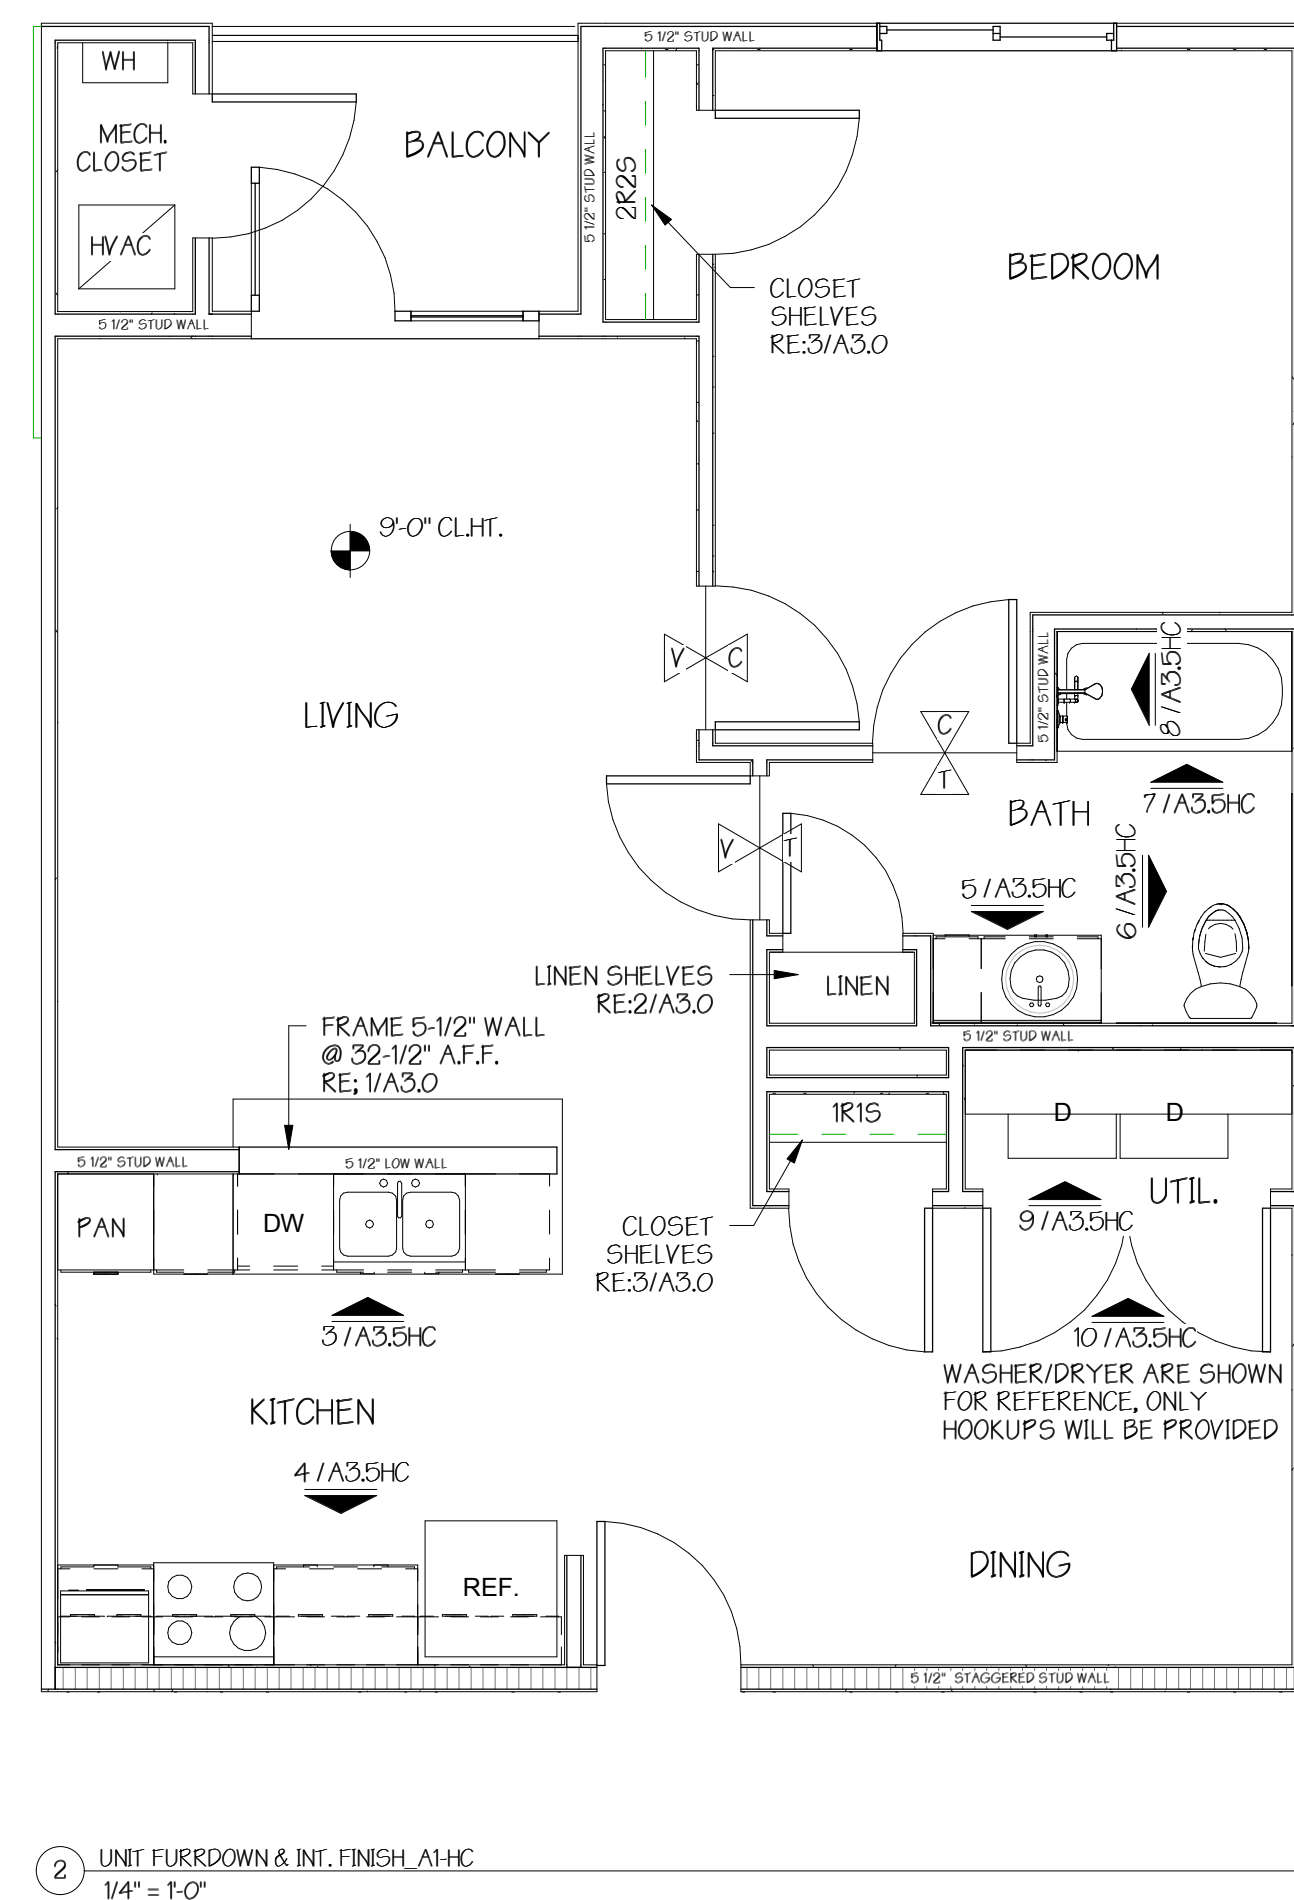 5 1/2" STUD WALL
WH
MECH.
CLOSET
BALCONY
5 1/2" STUD WALL
2R2S
HVAC
BEDROOM
CLOSET
SHELVES
RE:3/A3.0
5 1/2" STUD WALL
9'-0" CL.HT.
V
C
5 1/2" STUD WALL
8 / A3.5HC
LIVING
C
T
7 / A3.5HC
BATH
V
T
6 / A3.5HC
5 / A3.5HC
LINEN SHELVES
RE:2/A3.0
LINEN
FRAME 5-1/2" WALL
@ 32-1/2" A.F.F.
RE; 1/A3.0
5 1/2" STUD WALL
1R1S
D
D
5 1/2" STUD WALL
5 1/2" LOW WALL
PAN
DW
UTIL.
9 / A3.5HC
CLOSET
SHELVES
RE:3/A3.0
3 / A3.5HC
10 / A3.5HC
WASHER/DRYER ARE SHOWN
FOR REFERENCE, ONLY
HOOKUPS WILL BE PROVIDED
KITCHEN
4 / A3.5HC
REF.
DINING
5 1/2" STAGGERED STUD WALL
2
UNIT FURRDOWN & INT. FINISH_A1-HC
1/4" = 1'-0"